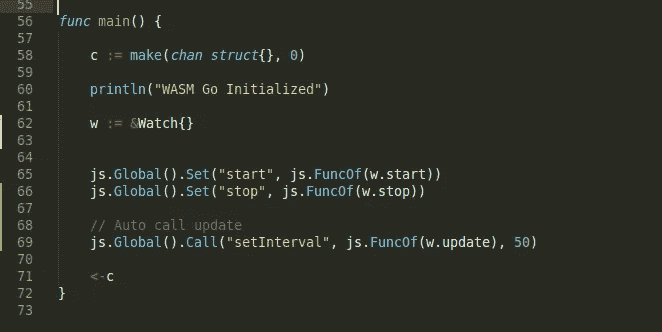 55
56 func main() {
57
58     c := make(chan struct{}, 0)
59
60     println("WASM Go Initialized")
61
62     w := &Watch{}
63
64
65     js.Global().Set("start", js.FuncOf(w.start))
66     js.Global().Set("stop", js.FuncOf(w.stop))
67
68     // Auto call update
69     js.Global().Call("setInterval", js.FuncOf(w.update), 50)
70
71     <-c
72 }
73